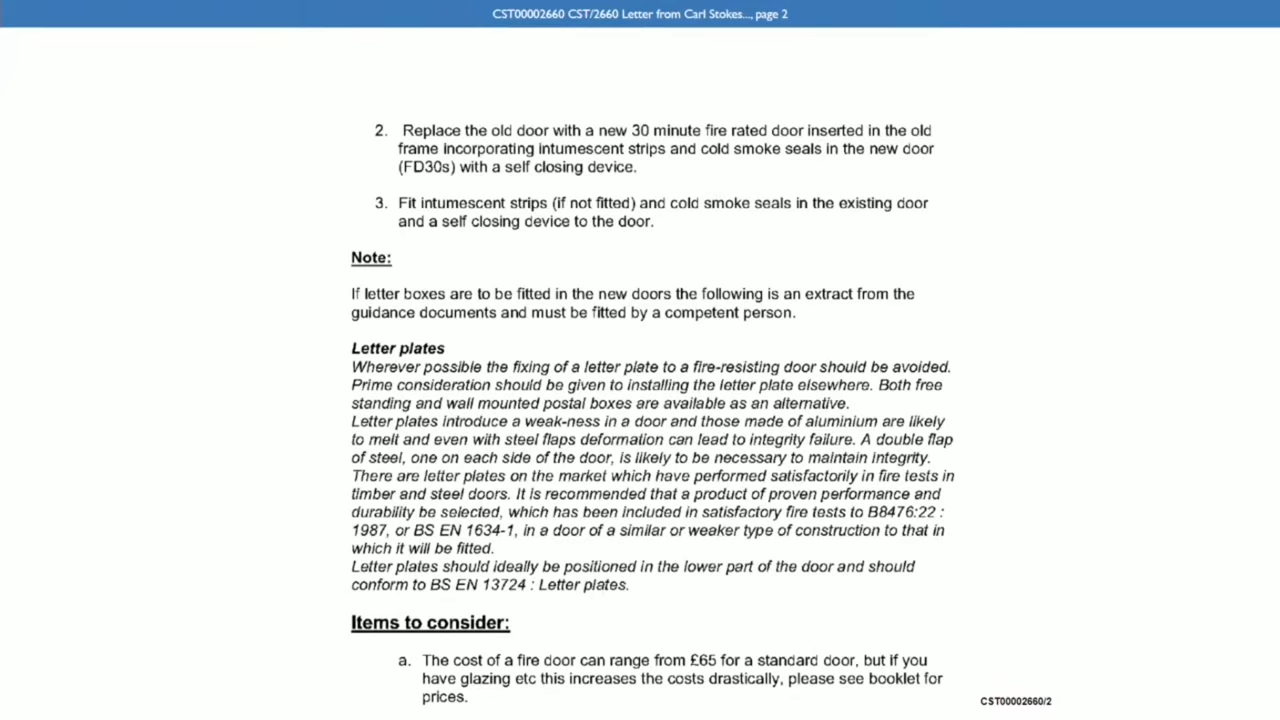 CST00002660 CST/2660 Letter from Carl Stokes..., page 2
2. Replace the old door with a new 30 minute fire rated door inserted in the old
frame incorporating intumescent strips and cold smoke seals in the new door
(FD30s) with a self closing device.
3. Fit intumescent strips (if not fitted) and cold smoke seals in the existing door
and a self closing device to the door.
Note:
If letter boxes are to be fitted in the new doors the following is an extract from the
guidance documents and must be fitted by a competent person.
Letter plates
Wherever possible the fixing of a letter plate to a fire-resisting door should be avoided.
Prime consideration should be given to installing the letter plate elsewhere. Both free
standing and wall mounted postal boxes are available as an alternative.
Letter plates introduce a weak-ness in a door and those made of aluminium are likely
to melt and even with steel flaps deformation can lead to integrity failure. A double flap
of steel, one on each side of the door, is likely to be necessary to maintain integrity.
There are letter plates on the market which have performed satisfactorily in fire tests in
timber and steel doors. It is recommended that a product of proven performance and
durability be selected, which has been included in satisfactory fire tests to B8476:22 :
1987, or BS EN 1634-1, in a door of a similar or weaker type of construction to that in
which it will be fitted.
Letter plates should ideally be positioned in the lower part of the door and should
conform to BS EN 13724 : Letter plates.
Items to consider:
a. The cost of a fire door can range from £65 for a standard door, but if you
have glazing etc this increases the costs drastically, please see booklet for
prices.
CST00002660/2